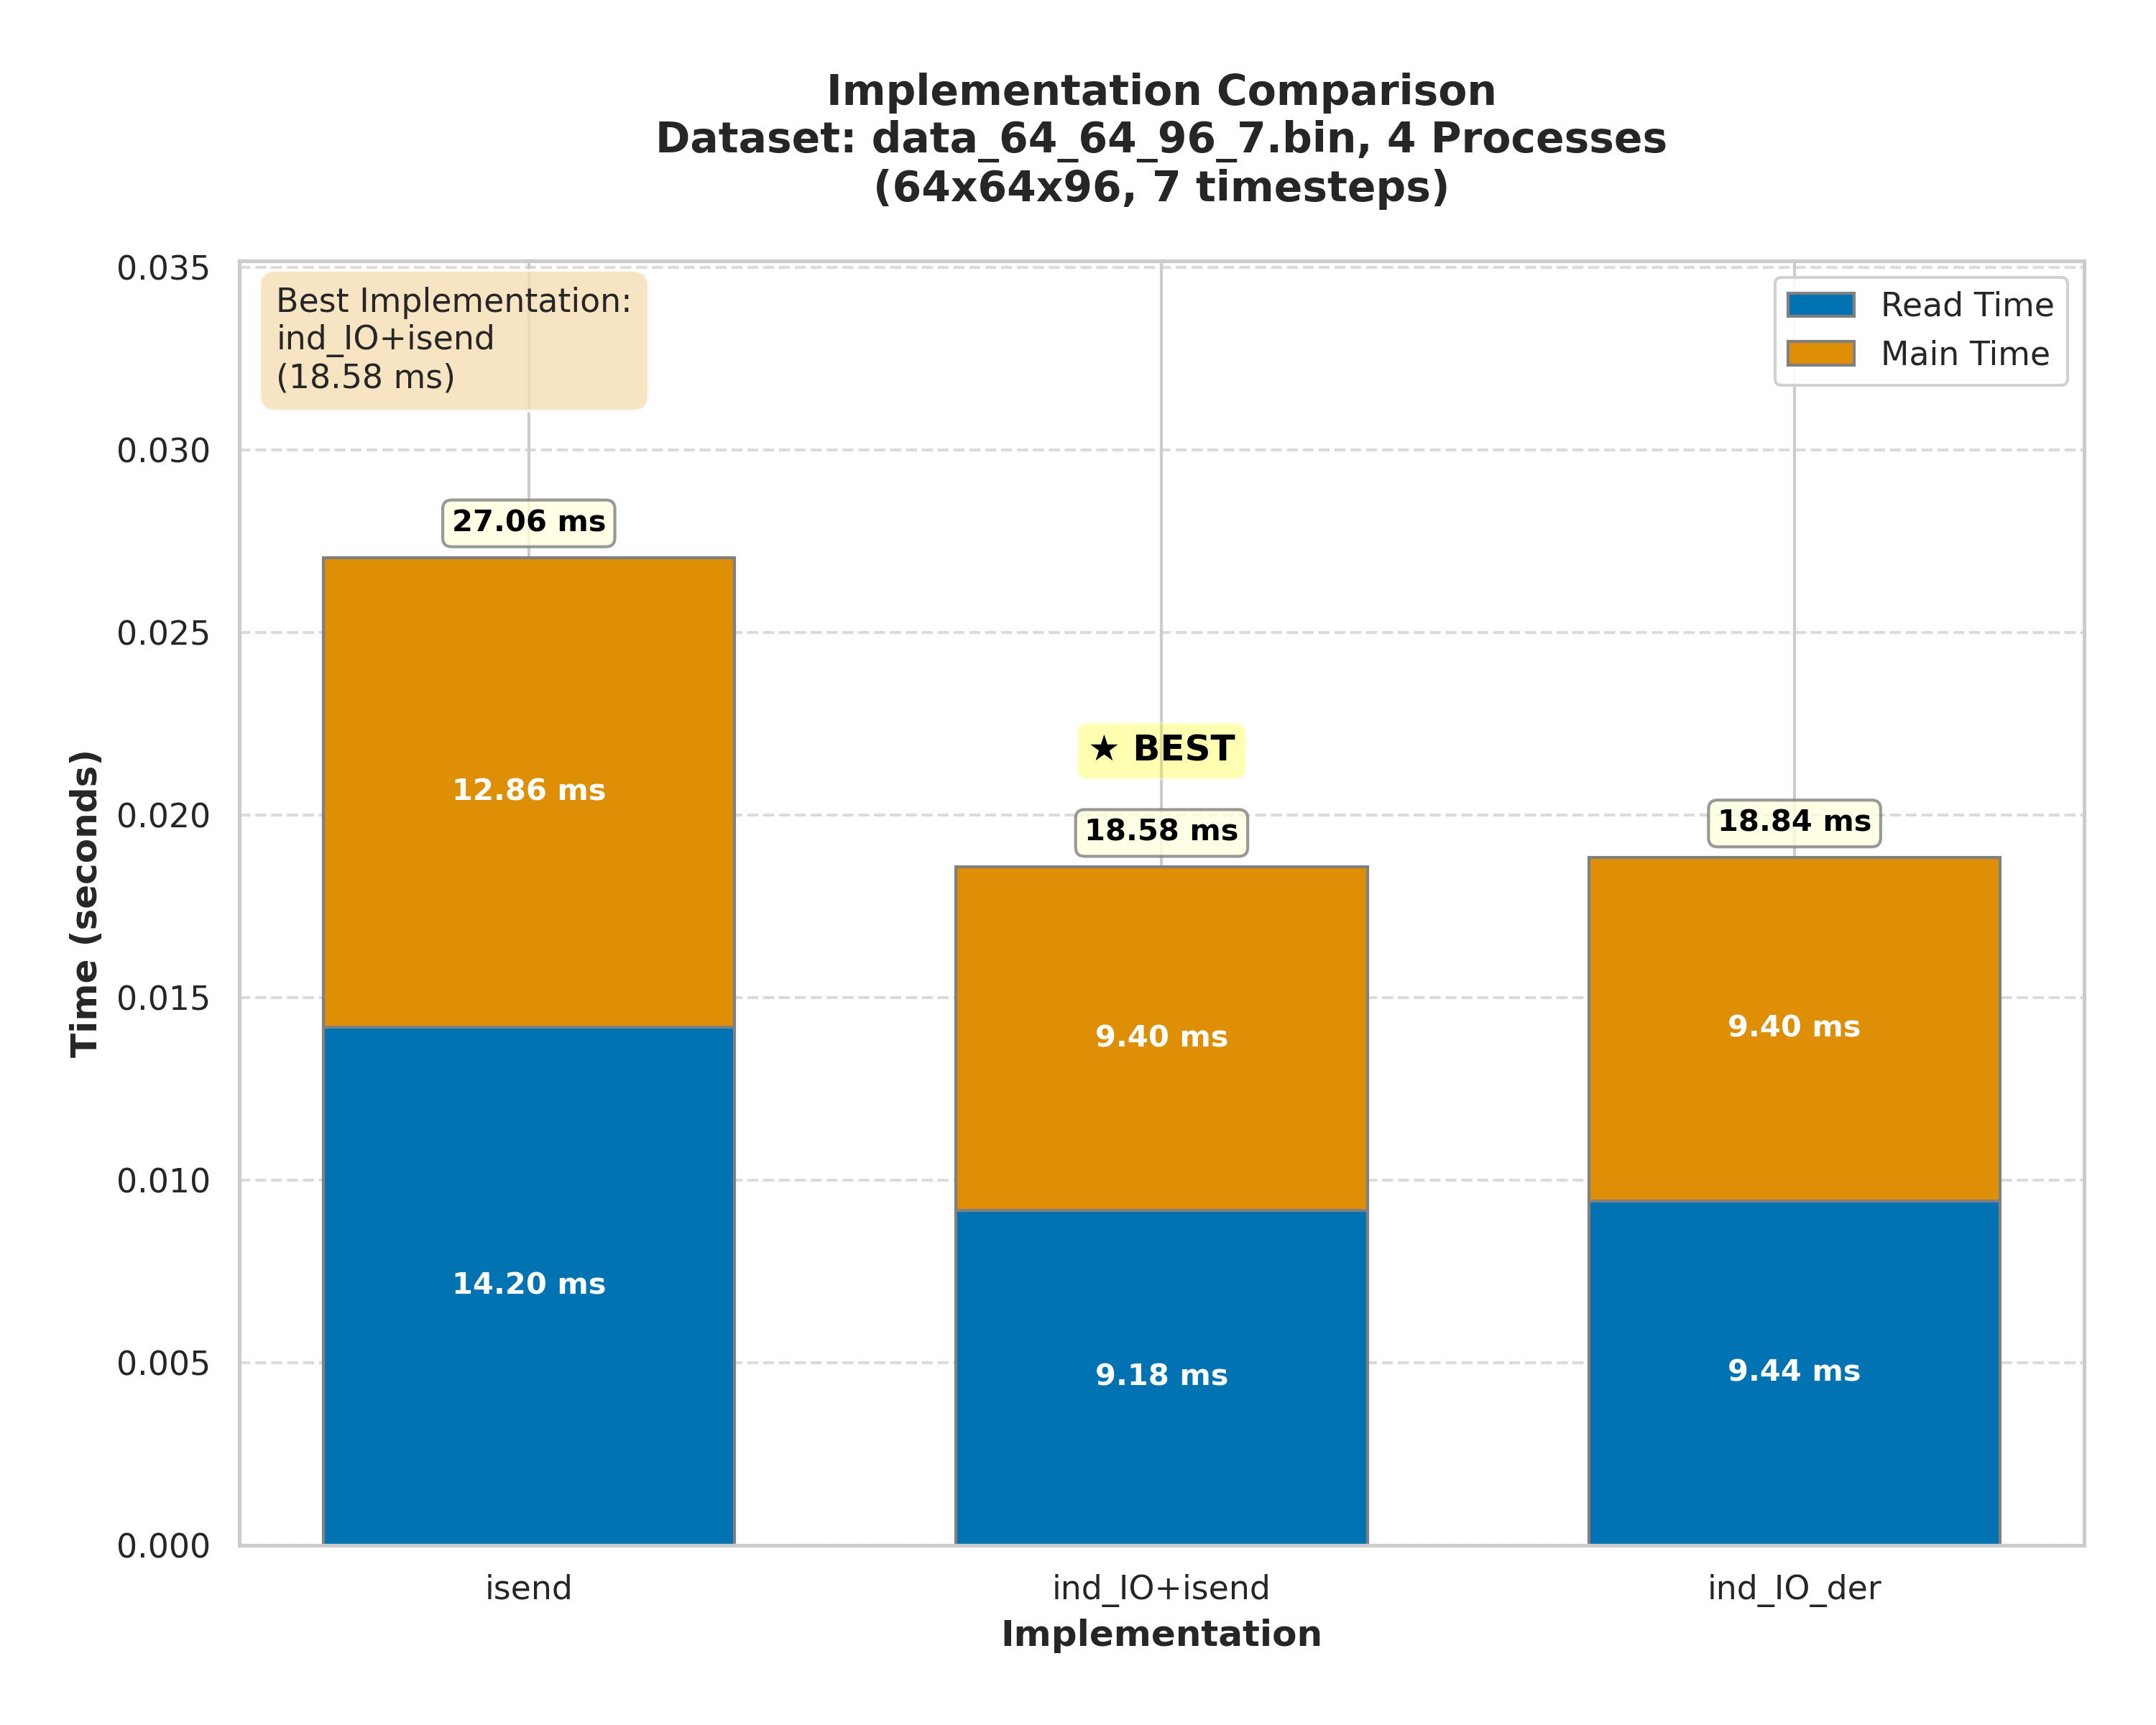 Implementation Comparison
Dataset: data_64_64_96_7.bin, 4 Processes
(64x64x96, 7 timesteps)
Best Implementation:
ind_IO+isend
(18.58 ms)
Read Time
Main Time
Time (seconds)
0.035
0.030
0.025
0.020
0.015
0.010
0.005
0.000
27.06 ms
12.86 ms
14.20 ms
★ BEST
18.58 ms
9.40 ms
9.18 ms
18.84 ms
9.40 ms
9.44 ms
isend
ind_IO+isend
ind_IO_der
Implementation